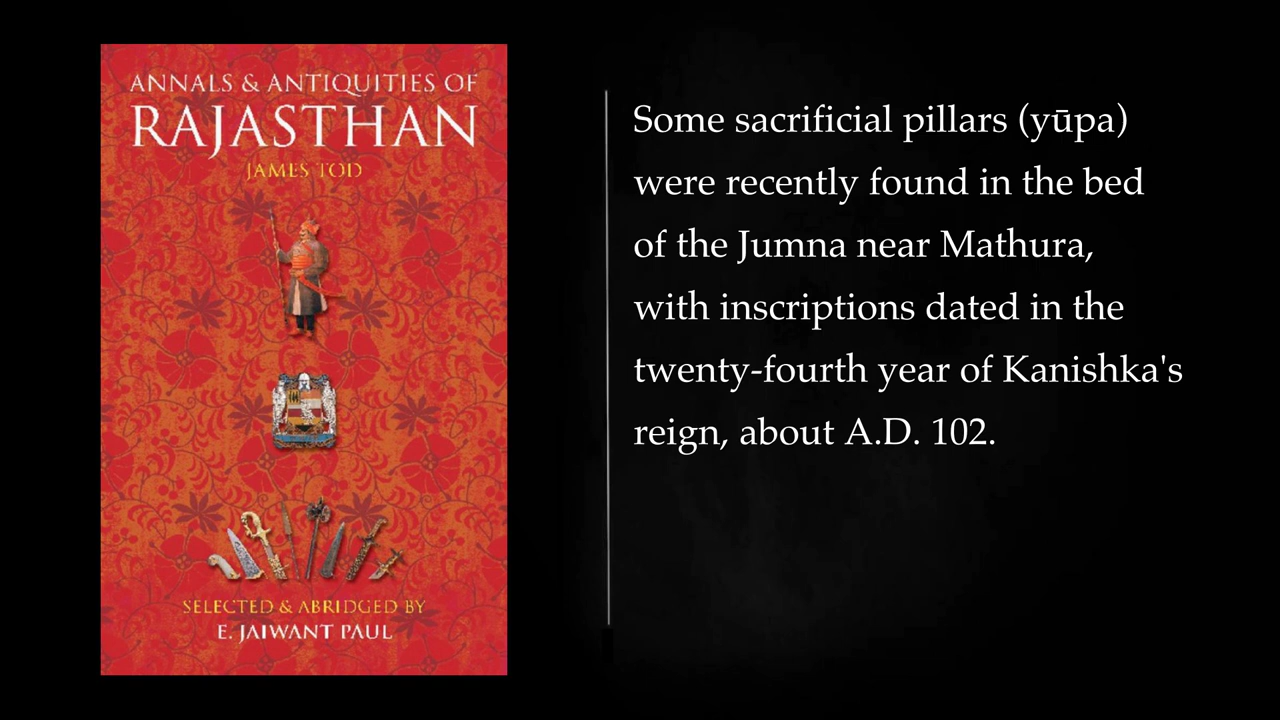 ANNALS & ANTIQUITIES OF
RAJASTHAN
JAMES TOD
SELECTED & ABRIDGED BY
E. JAIWANT PAUL
Some sacrificial pillars (yūpa)
were recently found in the bed
of the Jumna near Mathura,
with inscriptions dated in the
twenty-fourth year of Kanishka's
reign, about A.D. 102.